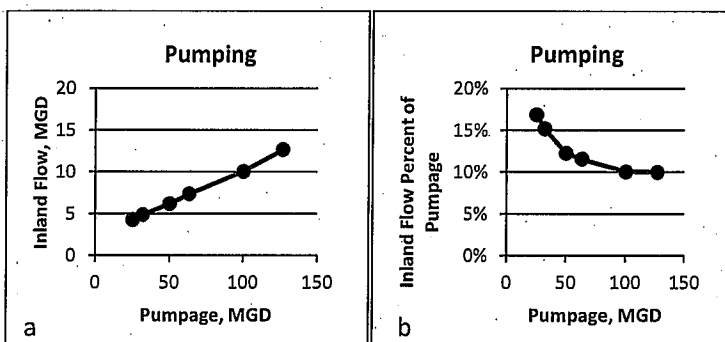 Pumping
20
15
10
5
0
Inland Flow, MGD
0 50 100 150
Pumpage, MGD
a
Pumping
20%
15%
10%
5%
0%
Inland Flow Percent of
Pumpage
0 50 100 150
Pumpage, MGD
b